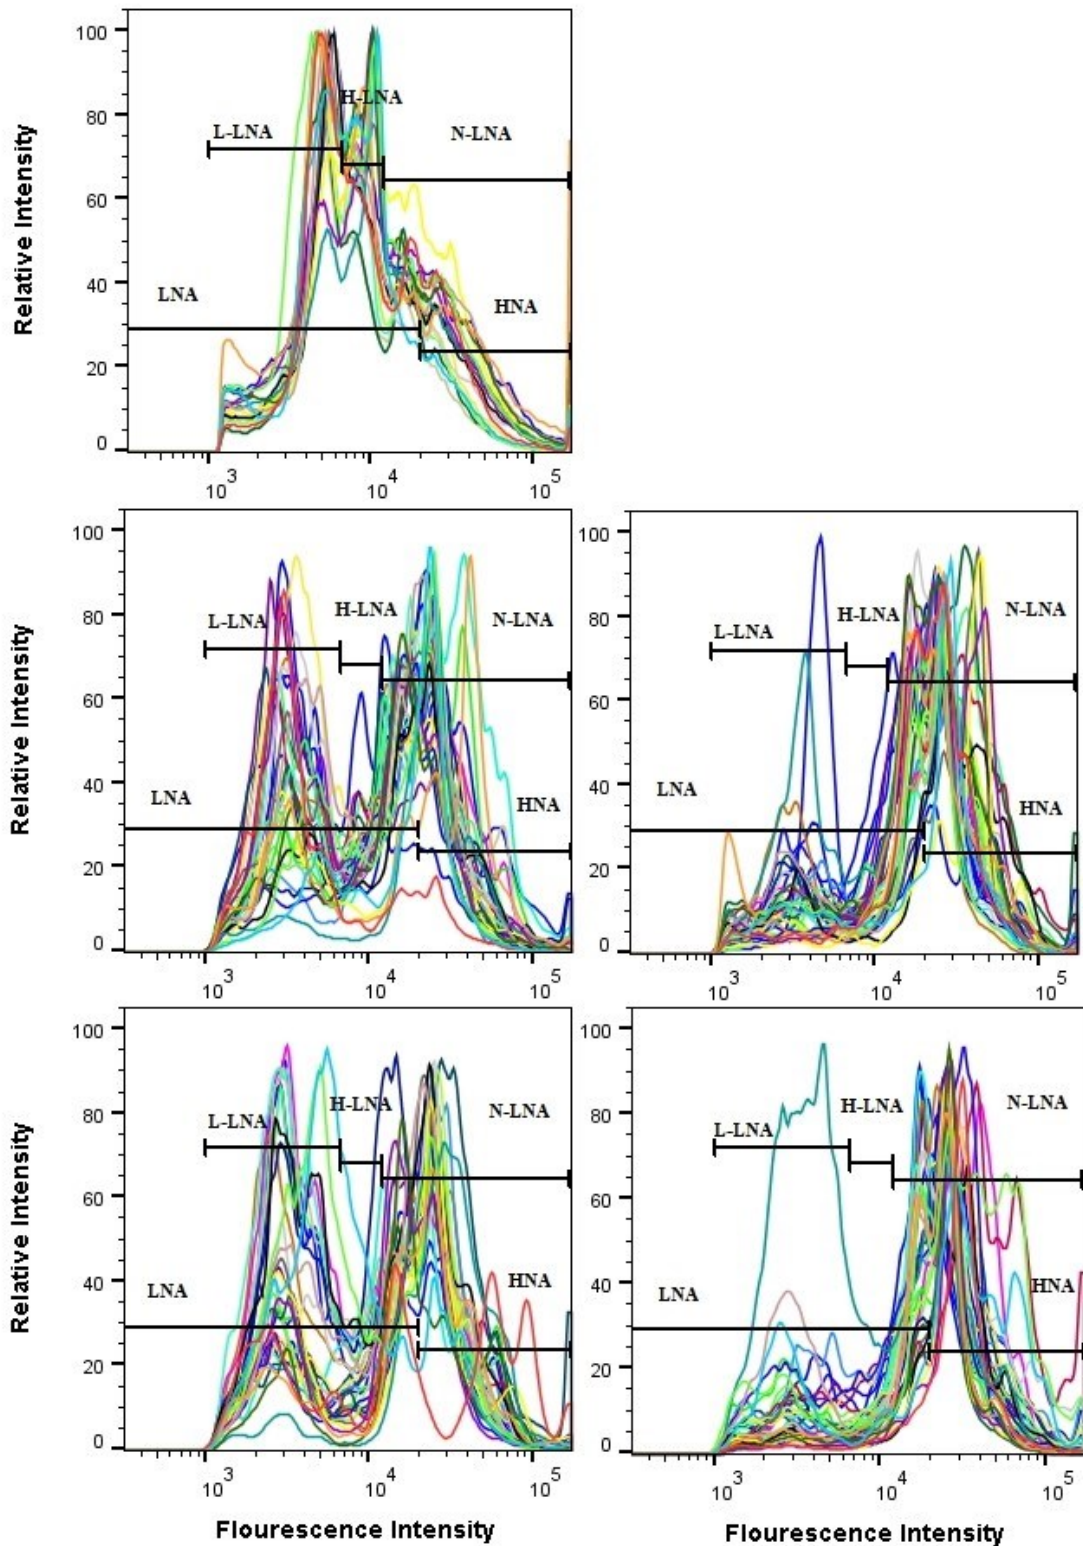 100
80
60
40
20
0
Relative Intensity
L-LNA
H-LNA
N-LNA
LNA
HNA
10^3
10^4
10^5
100
80
60
40
20
0
Relative Intensity
L-LNA
H-LNA
N-LNA
LNA
HNA
10^3
10^4
10^5
100
80
60
40
20
0
L-LNA
H-LNA
N-LNA
LNA
HNA
10^3
10^4
10^5
100
80
60
40
20
0
Relative Intensity
L-LNA
H-LNA
N-LNA
LNA
HNA
10^3
10^4
10^5
Flourescence Intensity
100
80
60
40
20
0
L-LNA
H-LNA
N-LNA
LNA
HNA
10^3
10^4
10^5
Flourescence Intensity